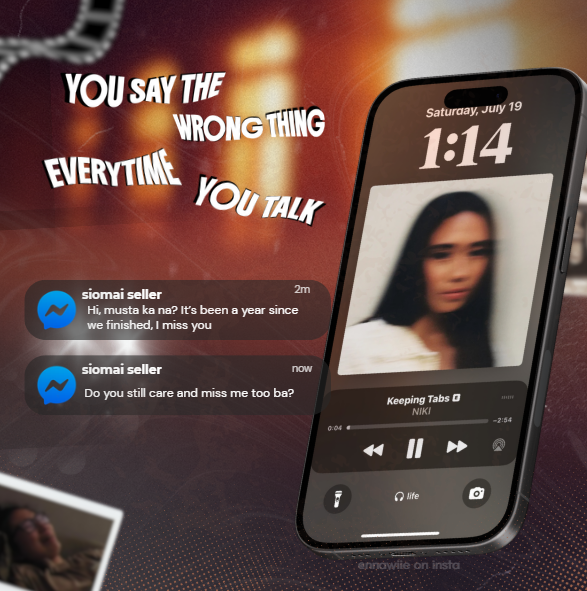 YOU SAY THE
WRONG THING
EVERYTIME
YOU TALK
siomai seller
2m
Hi, musta ka na? It's been a year since
we finished, I miss you
siomai seller
now
Do you still care and miss me too ba?
Saturday, July 19
1:14
Keeping Tabs E
NIKI
0:04
-2:54
life
ennawiie on insta